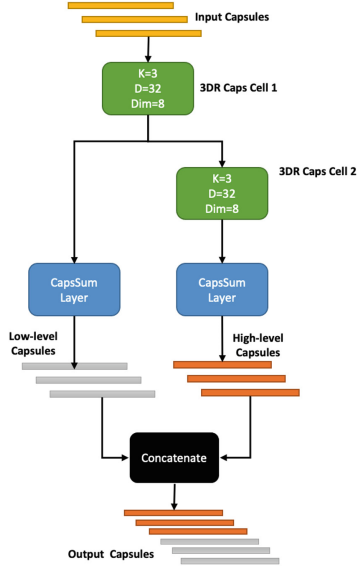 Input Capsules
K=3
D=32
Dim=8
3DR Caps Cell 1
3DR Caps Cell 2
K=3
D=32
Dim=8
CapsSum
Layer
CapsSum
Layer
Low-level
Capsules
High-level
Capsules
Concatenate
Output Capsules